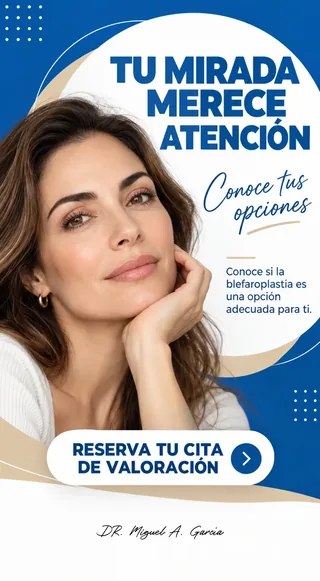 TU MIRADA
MERECE
ATENCIÓN
Conoce tus
opciones
Conoce si la
blefaroplastia es
una opción
adecuada para ti.
RESERVA TU CITA
DE VALORACIÓN
DR. Miguel A. Garcia